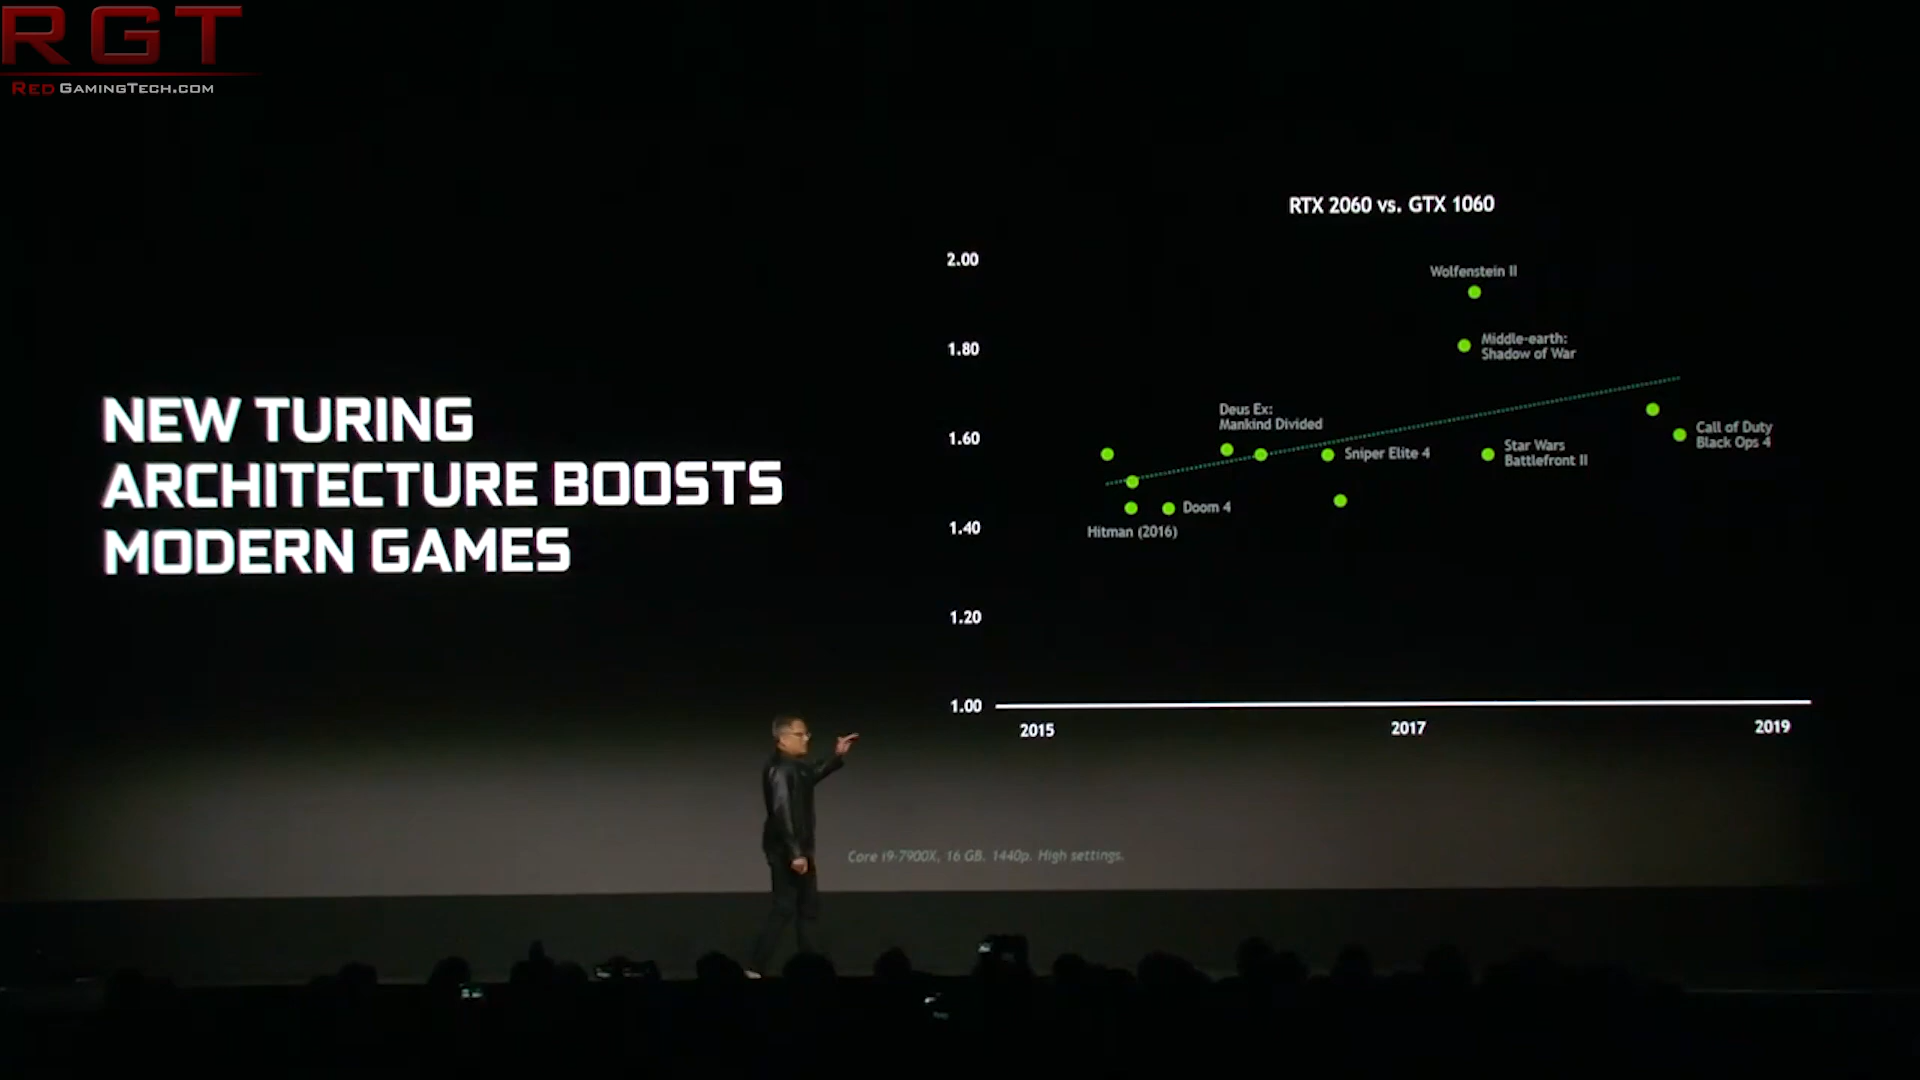 RGT
RED GAMINGTECH.COM
NEW TURING
ARCHITECTURE BOOSTS
MODERN GAMES
RTX 2060 vs. GTX 1060
2.00
1.80
1.60
1.40
1.20
1.00
Wolfenstein II
Middle-earth:
Shadow of War
Deus Ex:
Mankind Divided
Sniper Elite 4
Star Wars
Battlefront II
Call of Duty
Black Ops 4
Doom 4
Hitman (2016)
2015
2017
2019
Core i9-7900X, 16 GB. 1440p. High settings.